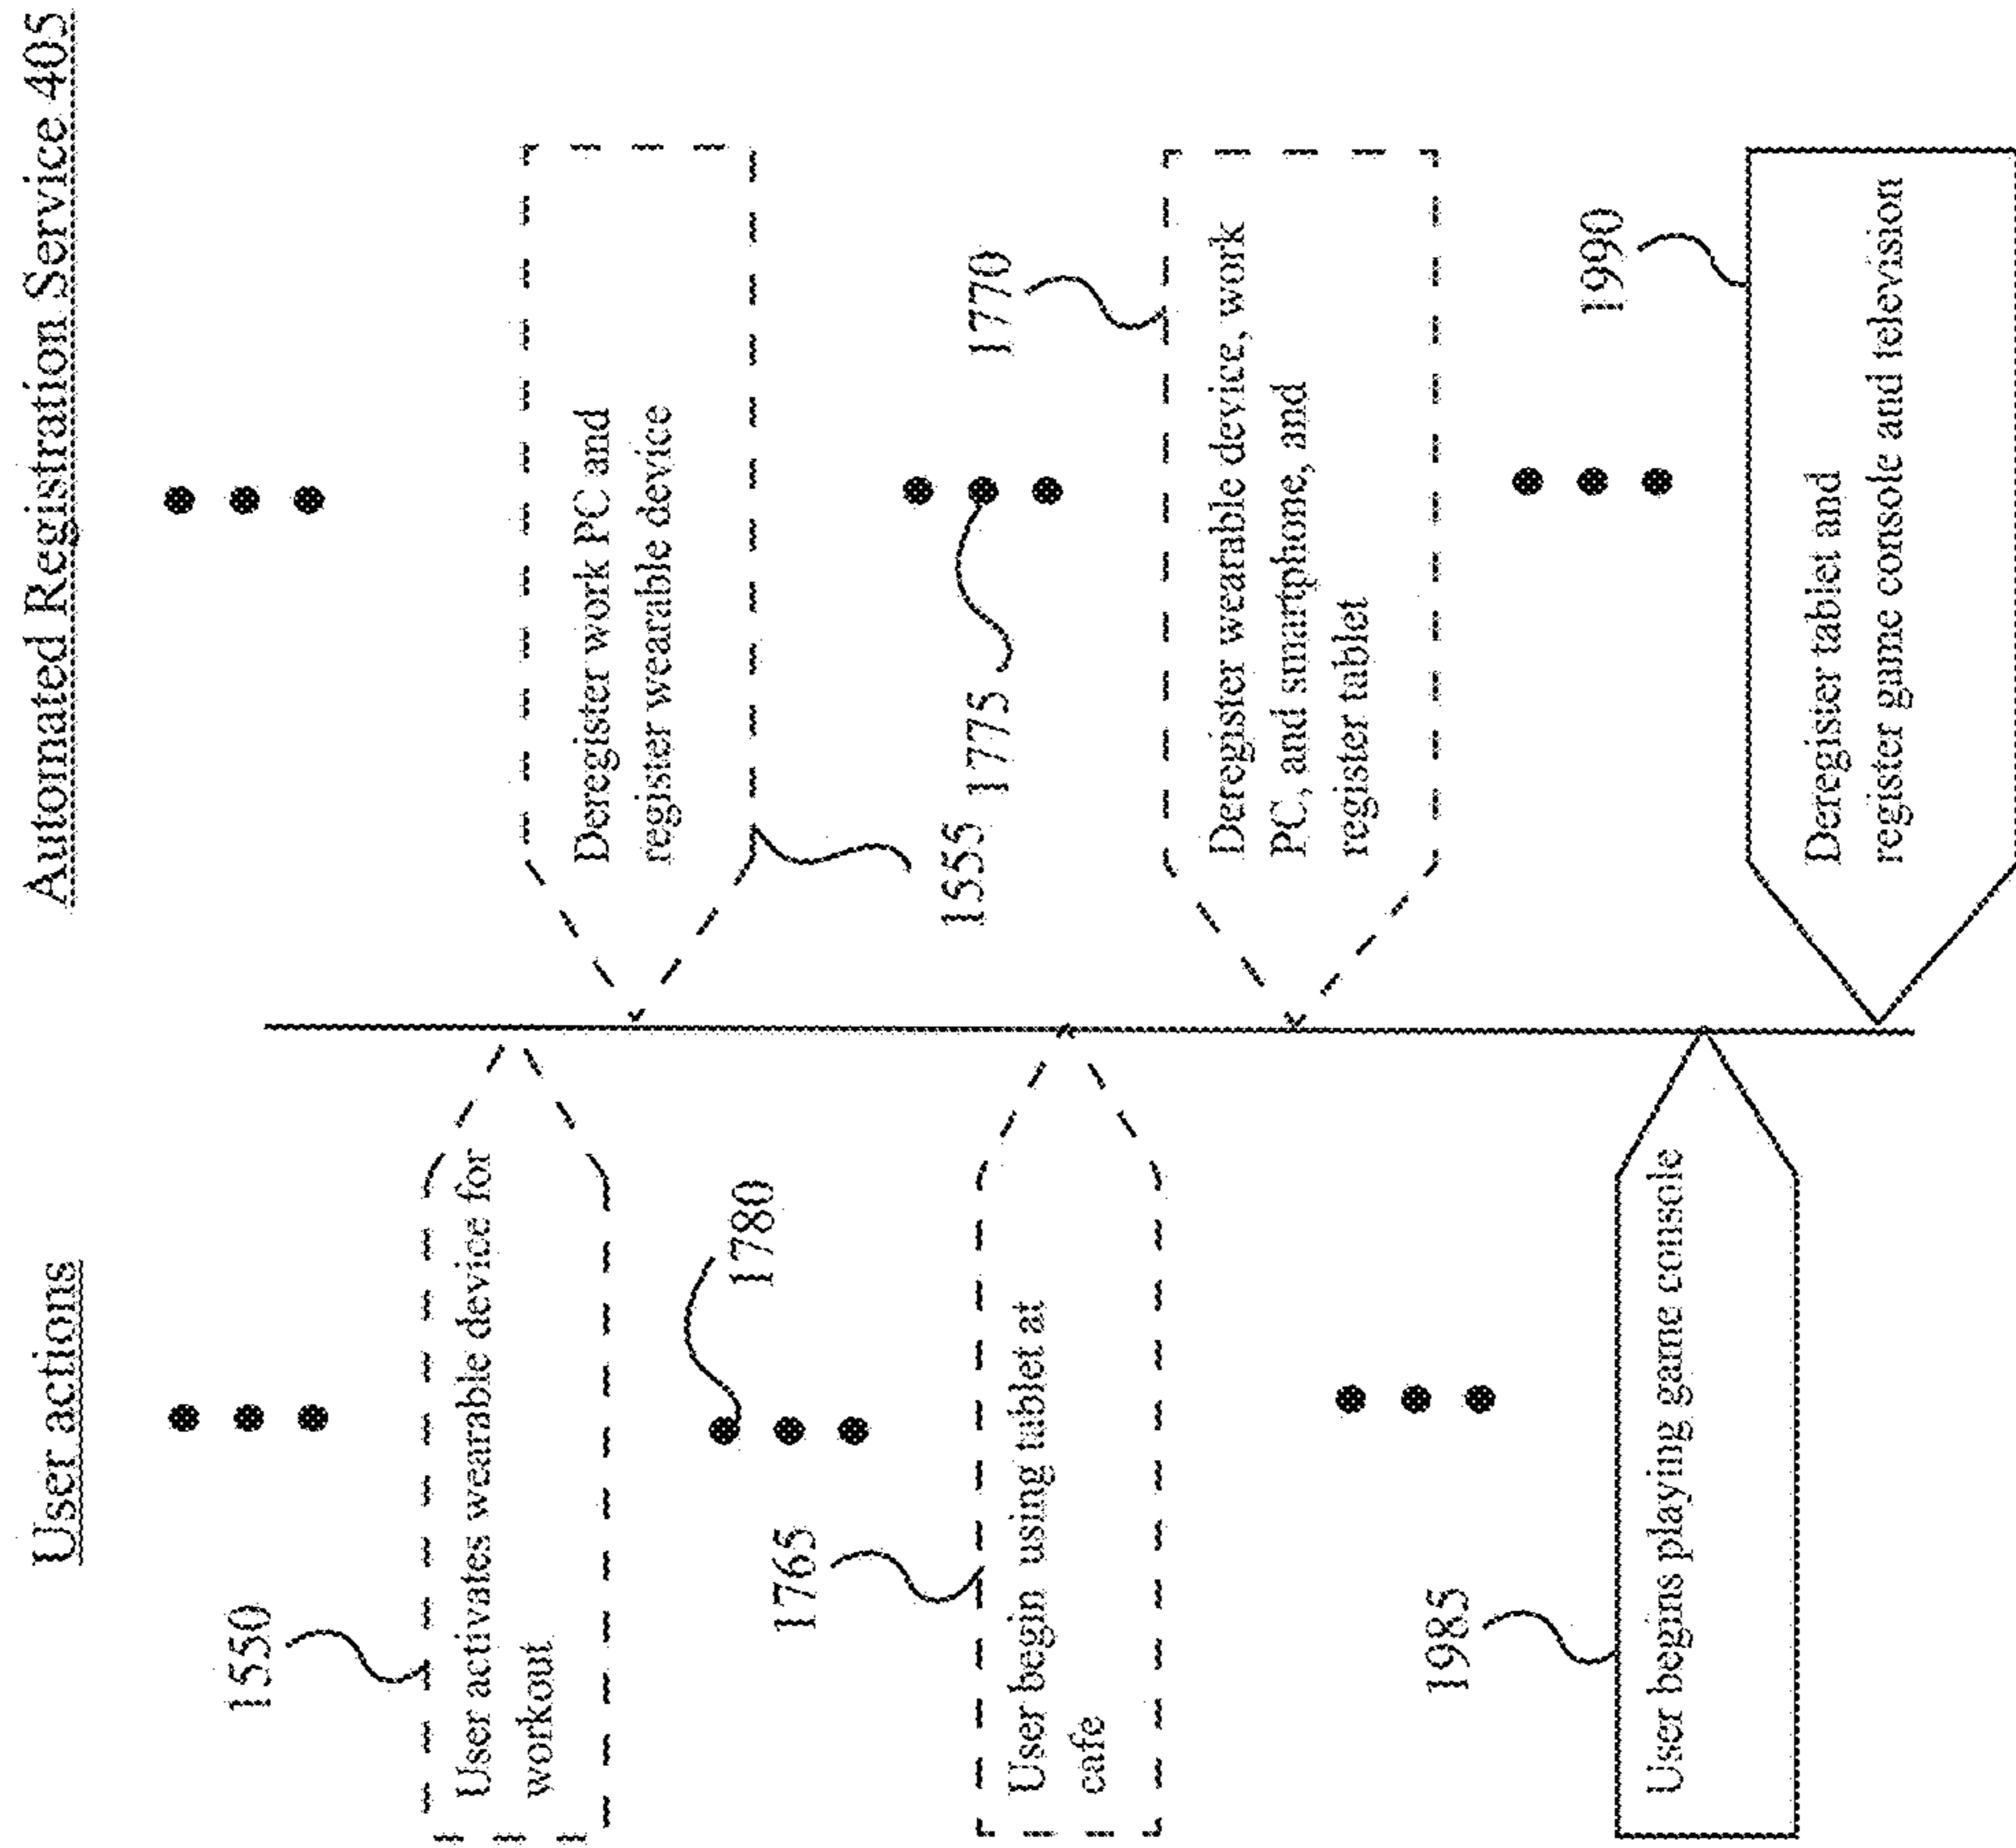 User actions
Automated Registration Service 405
1550
User activates wearable device for
workout
Deregister work PC and
register wearable device
1555
1780
1775
1765
User begin using tablet at
cafe
1770
Deregister wearable device, work
PC, and smartphone, and
register tablet
1985
User begins playing game console
1990
Deregister tablet and
register game console and television